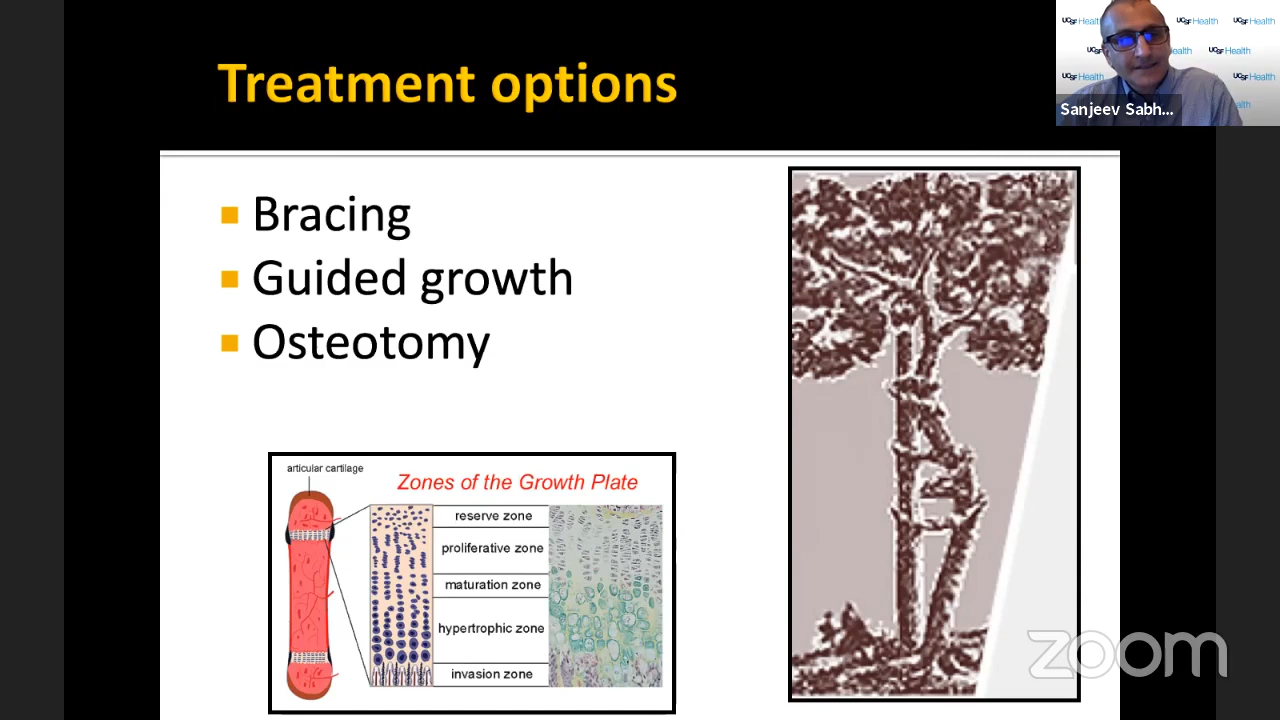 Treatment options
UCSF Health
UCSF Health
UCSF Health
UCSF
Health
UCSF Health
UCSF Health
UCSF Health
Sanjeev Sabh...
Bracing
Guided growth
Osteotomy
articular cartilage
Zones of the Growth Plate
reserve zone
proliferative zone
maturation zone
hypertrophic zone
invasion zone
zoom